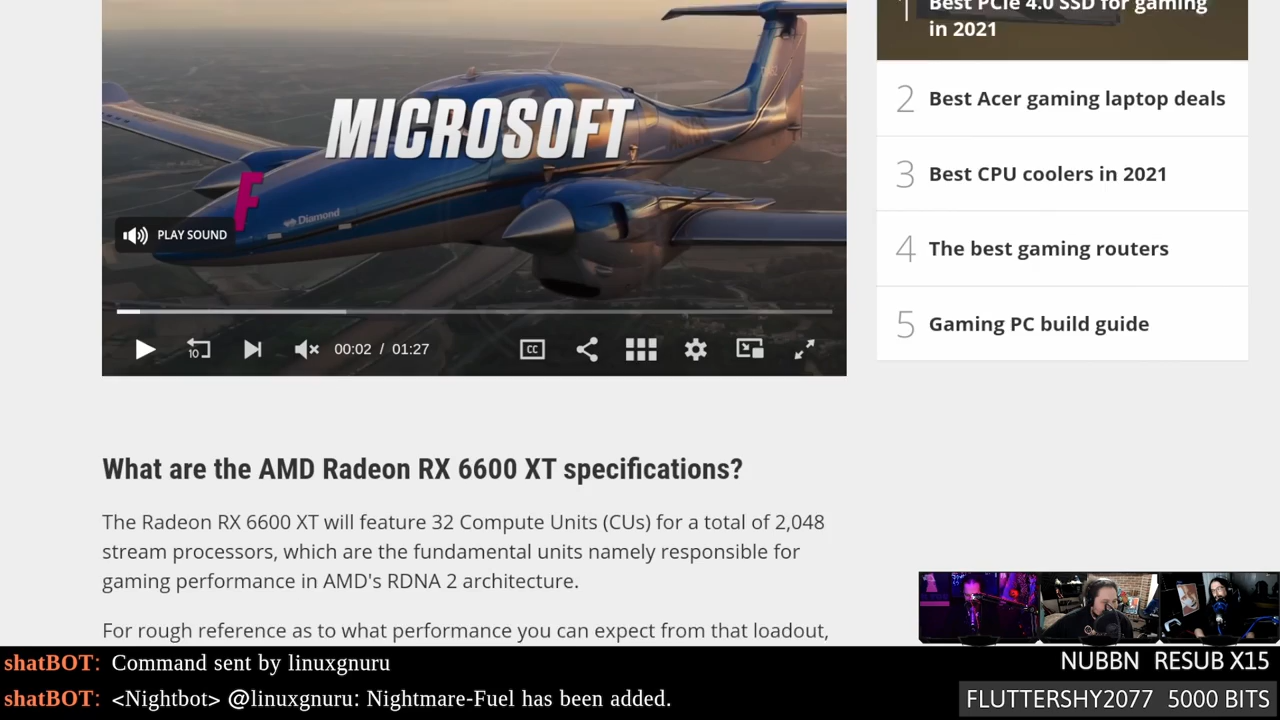 Best PCIe 4.0 SSD for gaming
1
in 2021
MICROSOFT
2 Best Acer gaming laptop deals
3 Best CPU coolers in 2021
F
Diamond
PLAY SOUND
4 The best gaming routers
5 Gaming PC build guide
10
00:02 / 01:27
CC
What are the AMD Radeon RX 6600 XT specifications?
The Radeon RX 6600 XT will feature 32 Compute Units (CUs) for a total of 2,048
stream processors, which are the fundamental units namely responsible for
gaming performance in AMD's RDNA 2 architecture.
For rough reference as to what performance you can expect from that loadout,
shatBOT: Command sent by linuxgnuru
NUBBN RESUB X15
shatBOT: <Nightbot> @linuxgnuru: Nightmare-Fuel has been added.
FLUTTERSHY2077 5000 BITS